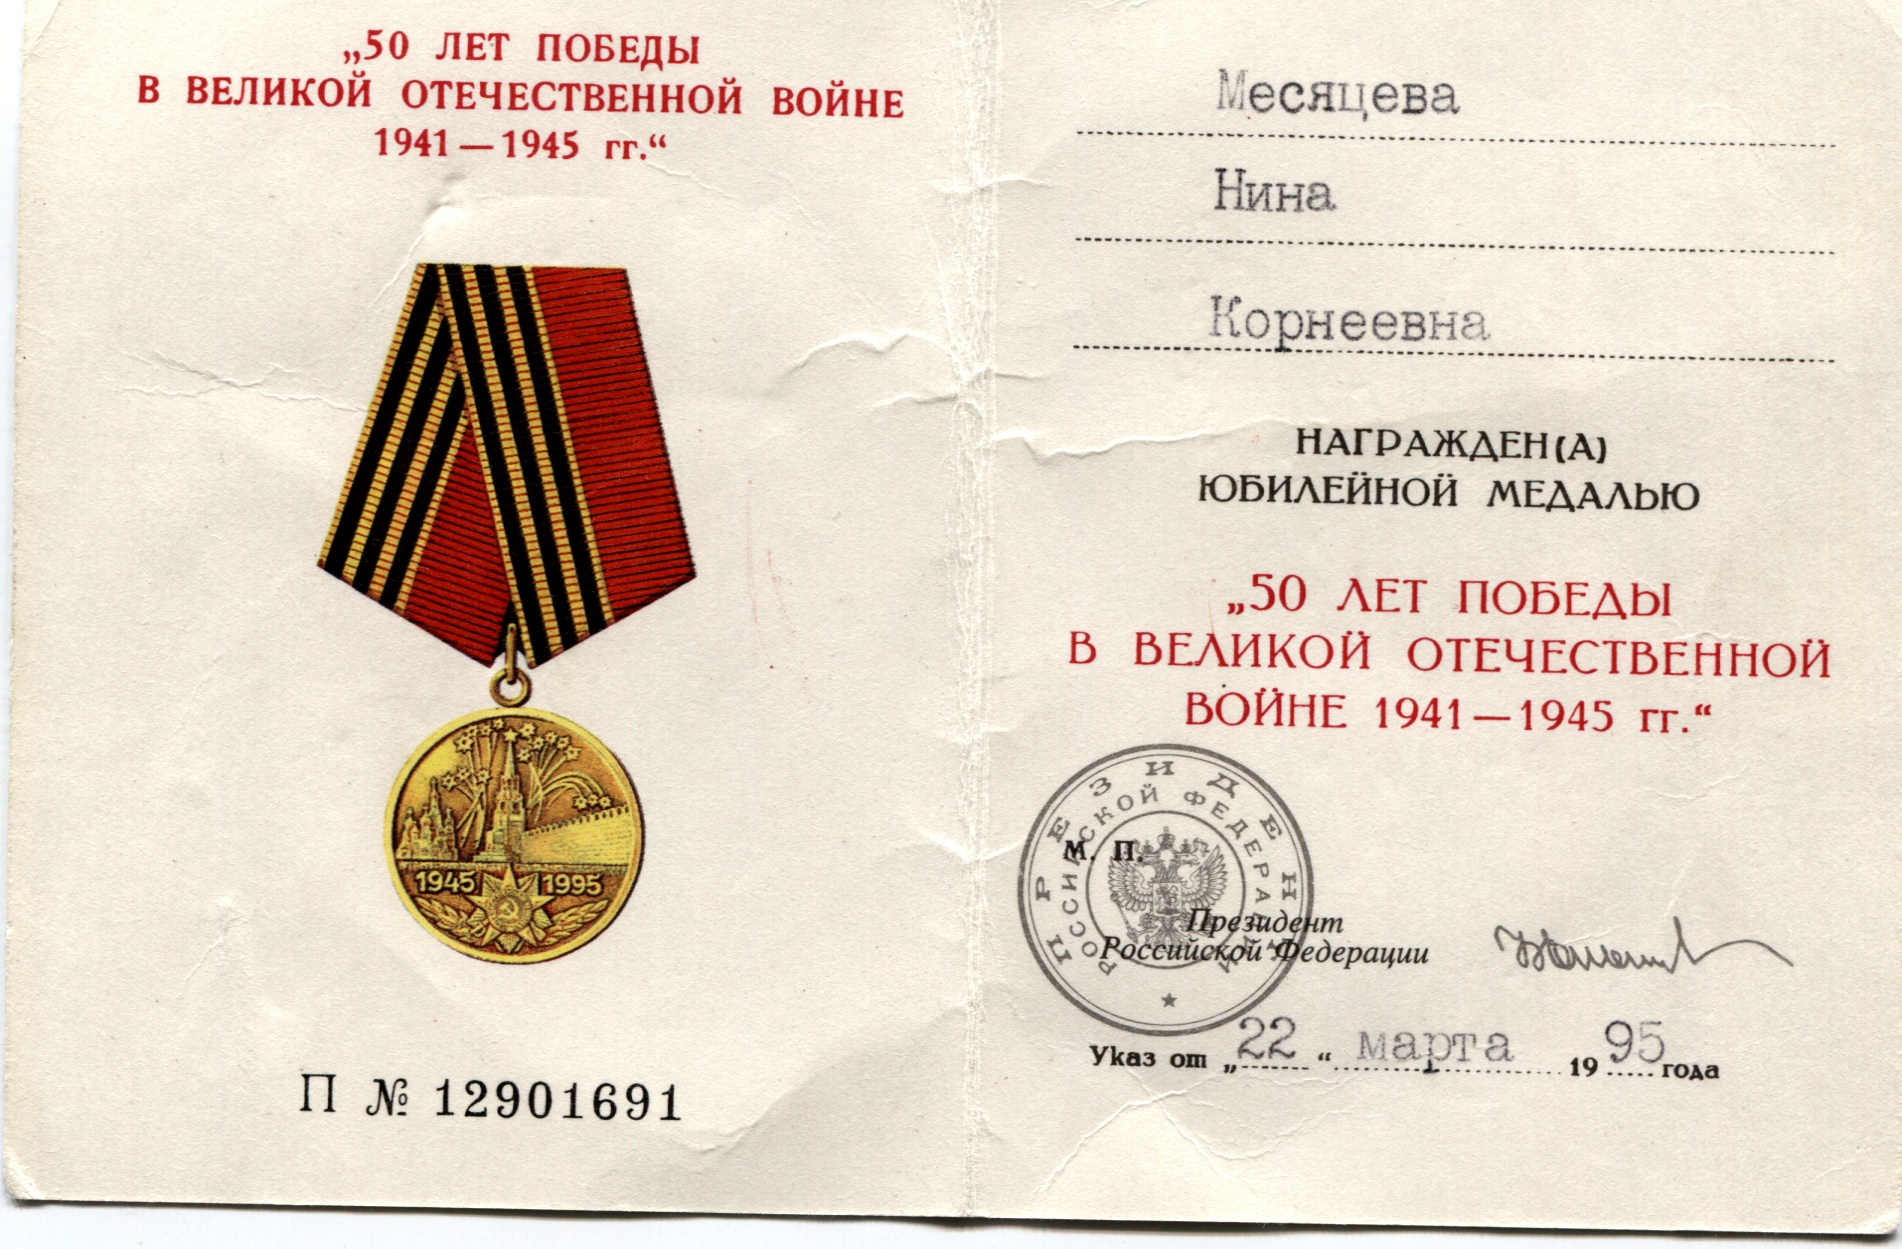 „50 ЛЕТ ПОБЕДЫ
В ВЕЛИКОЙ ОТЕЧЕСТВЕННОЙ ВОЙНЕ
1941—1945 гг.“
1945 1995
П № 12901691
Месяцева
Нина
Корнеевна
НАГРАЖДЕН(А)
ЮБИЛЕЙНОЙ МЕДАЛЬЮ
„50 ЛЕТ ПОБЕДЫ
В ВЕЛИКОЙ ОТЕЧЕСТВЕННОЙ
ВОЙНЕ 1941—1945 гг.“
ПРЕЗИДЕНТ
РОССИЙСКОЙ ФЕДЕРАЦИИ
М. П.
Президент
Российской Федерации
Указ от „22“ марта 1995 года